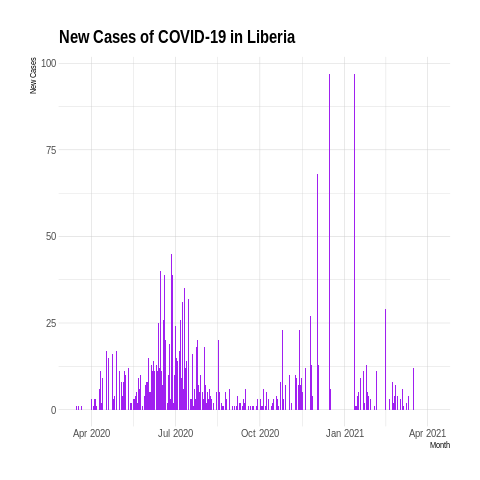 New Cases of COVID-19 in Liberia
New Cases
100
75
50
25
0
Apr 2020
Jul 2020
Oct 2020
Jan 2021
Apr 2021
Month